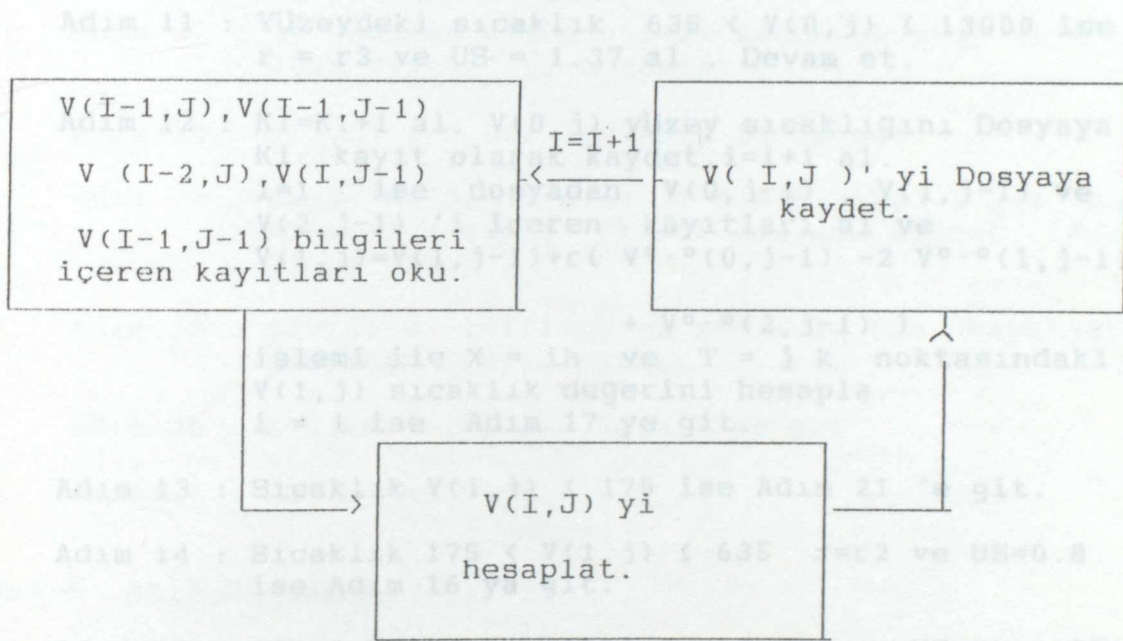 V(I-1,J),V(I-1,J-1)
V (I-2,J),V(I,J-1)
V(I-1,J-1) bilgileri
içeren kayıtları oku.
I=I+1
V( I,J )' yi Dosyaya
kaydet.
V(I,J) yi
hesaplat.
Adım 11 : Yüzeydeki sıcaklık 635 < V(0,j) ≤ 13000 ise
r = r3 ve US = 1.37 al . Devam et.
Adım 12 : al. V(0 j) yüzey sıcaklığını Dosyaya
kayıt olarak kaydet i=i+1 al.
ise dosyadan ve
kayıtları al ve
işlemi ile X = ih ve T = j k noktasındaki
V(1,j) sıcaklık değerini hesapla.
i = 1 ise Adım 17 ye git.
Adım 13 : Sıcaklık ≤ 175 ise Adım 21 'e git.
Adım 14 : Sıcaklık 175 < V(1,j) ≤ 635 r=r2 ve US=0.8
ise Adım 16 ya git.